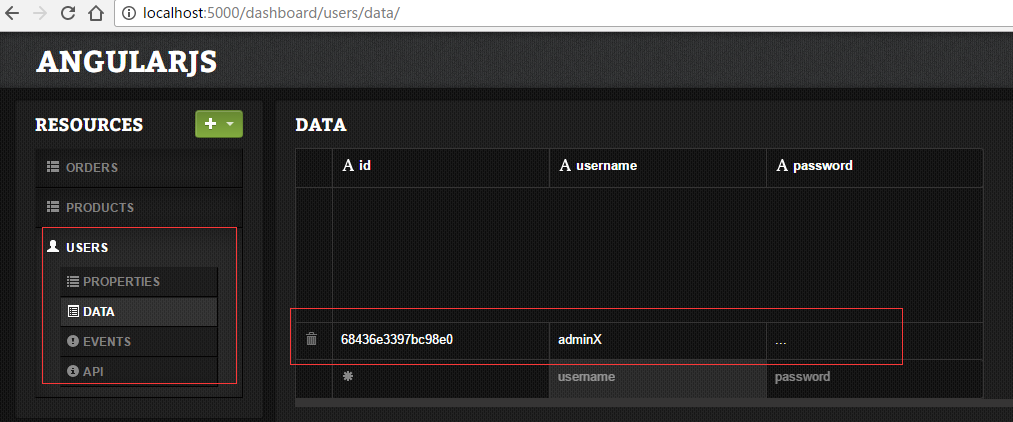 localhost:5000/dashboard/users/data/
ANGULARJS
RESOURCES
ORDERS
PRODUCTS
USERS
PROPERTIES
DATA
EVENTS
API
DATA
A id A username A password
68436e3397bc98e0 adminX ...
✱ username password